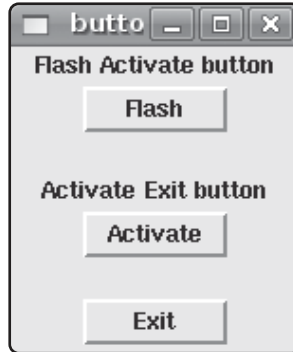 butto
Flash Activate button
Flash
Activate Exit button
Activate
Exit